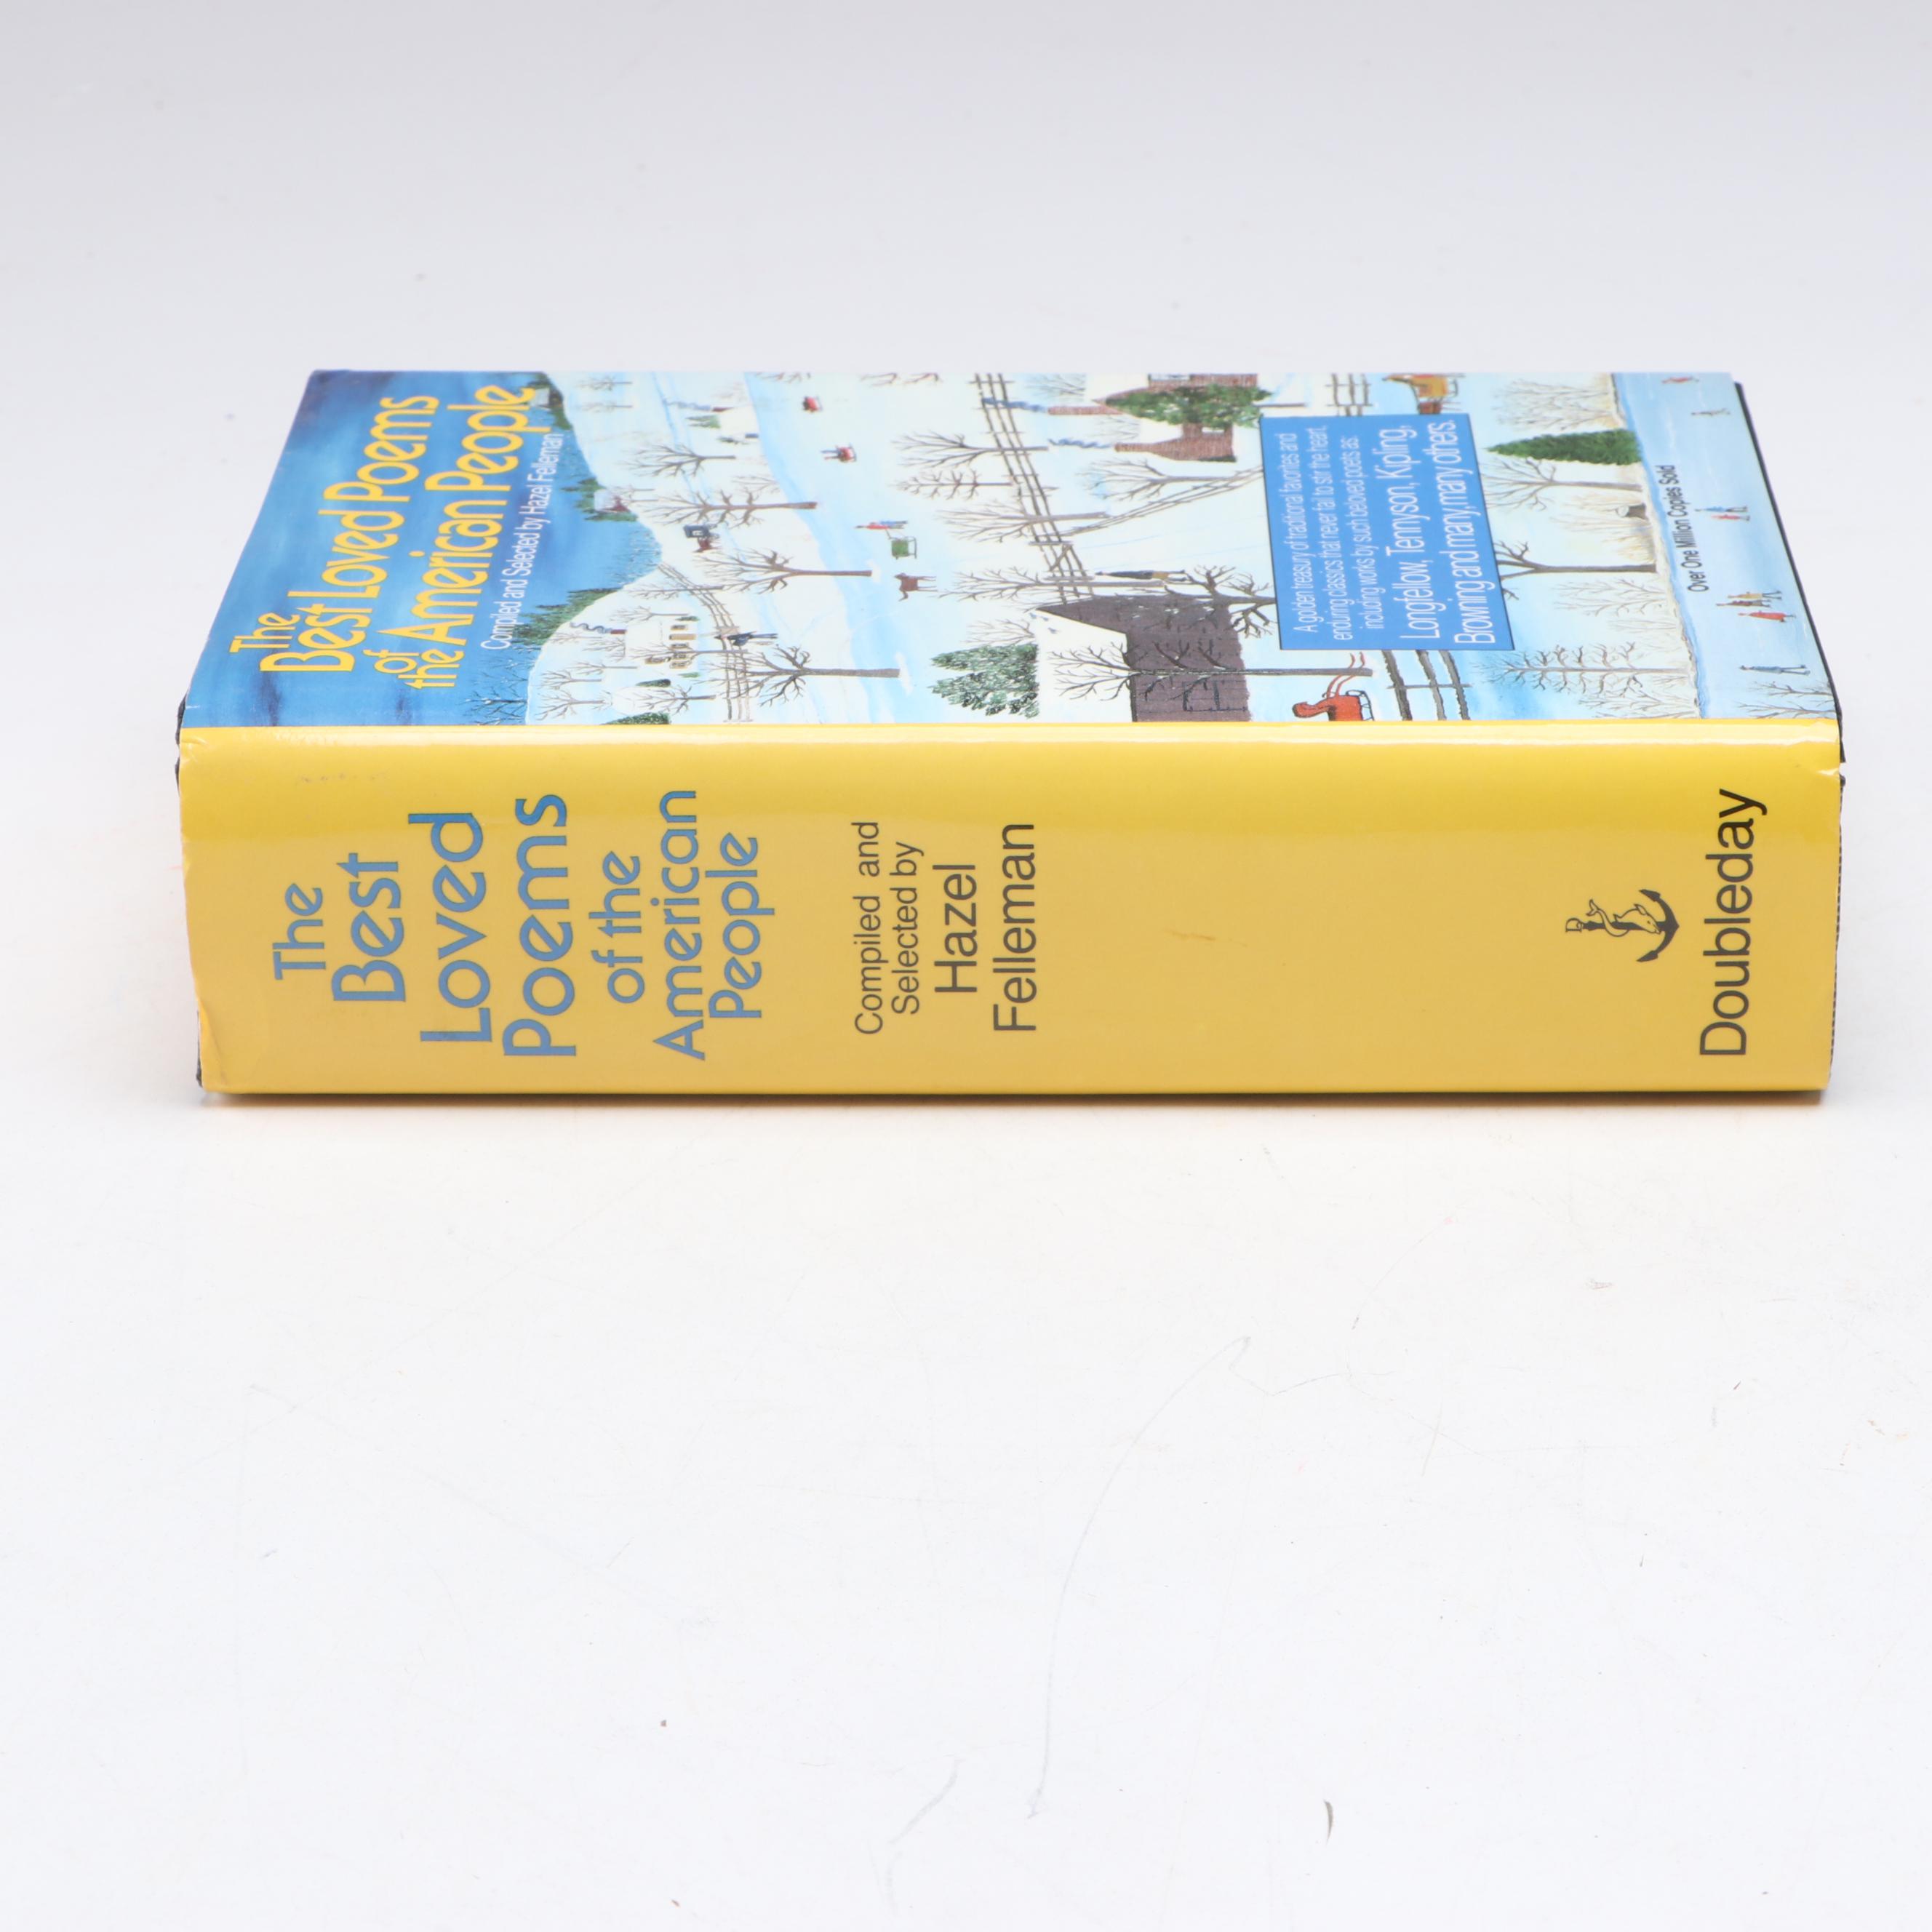 The
Best Loved Poems
of
the American People
Compiled and Selected by Hazel Felleman
A golden treasury of traditional favorites and
enduring classics that never fail to stir the heart,
including works by such beloved poets as:
Longfellow, Tennyson, Kipling,
Browning and many, many others.
Over One Million Copies Sold
The
Best
Loved
Poems
of the
American
People
Compiled and
Selected by
Hazel
Felleman
D
Doubleday